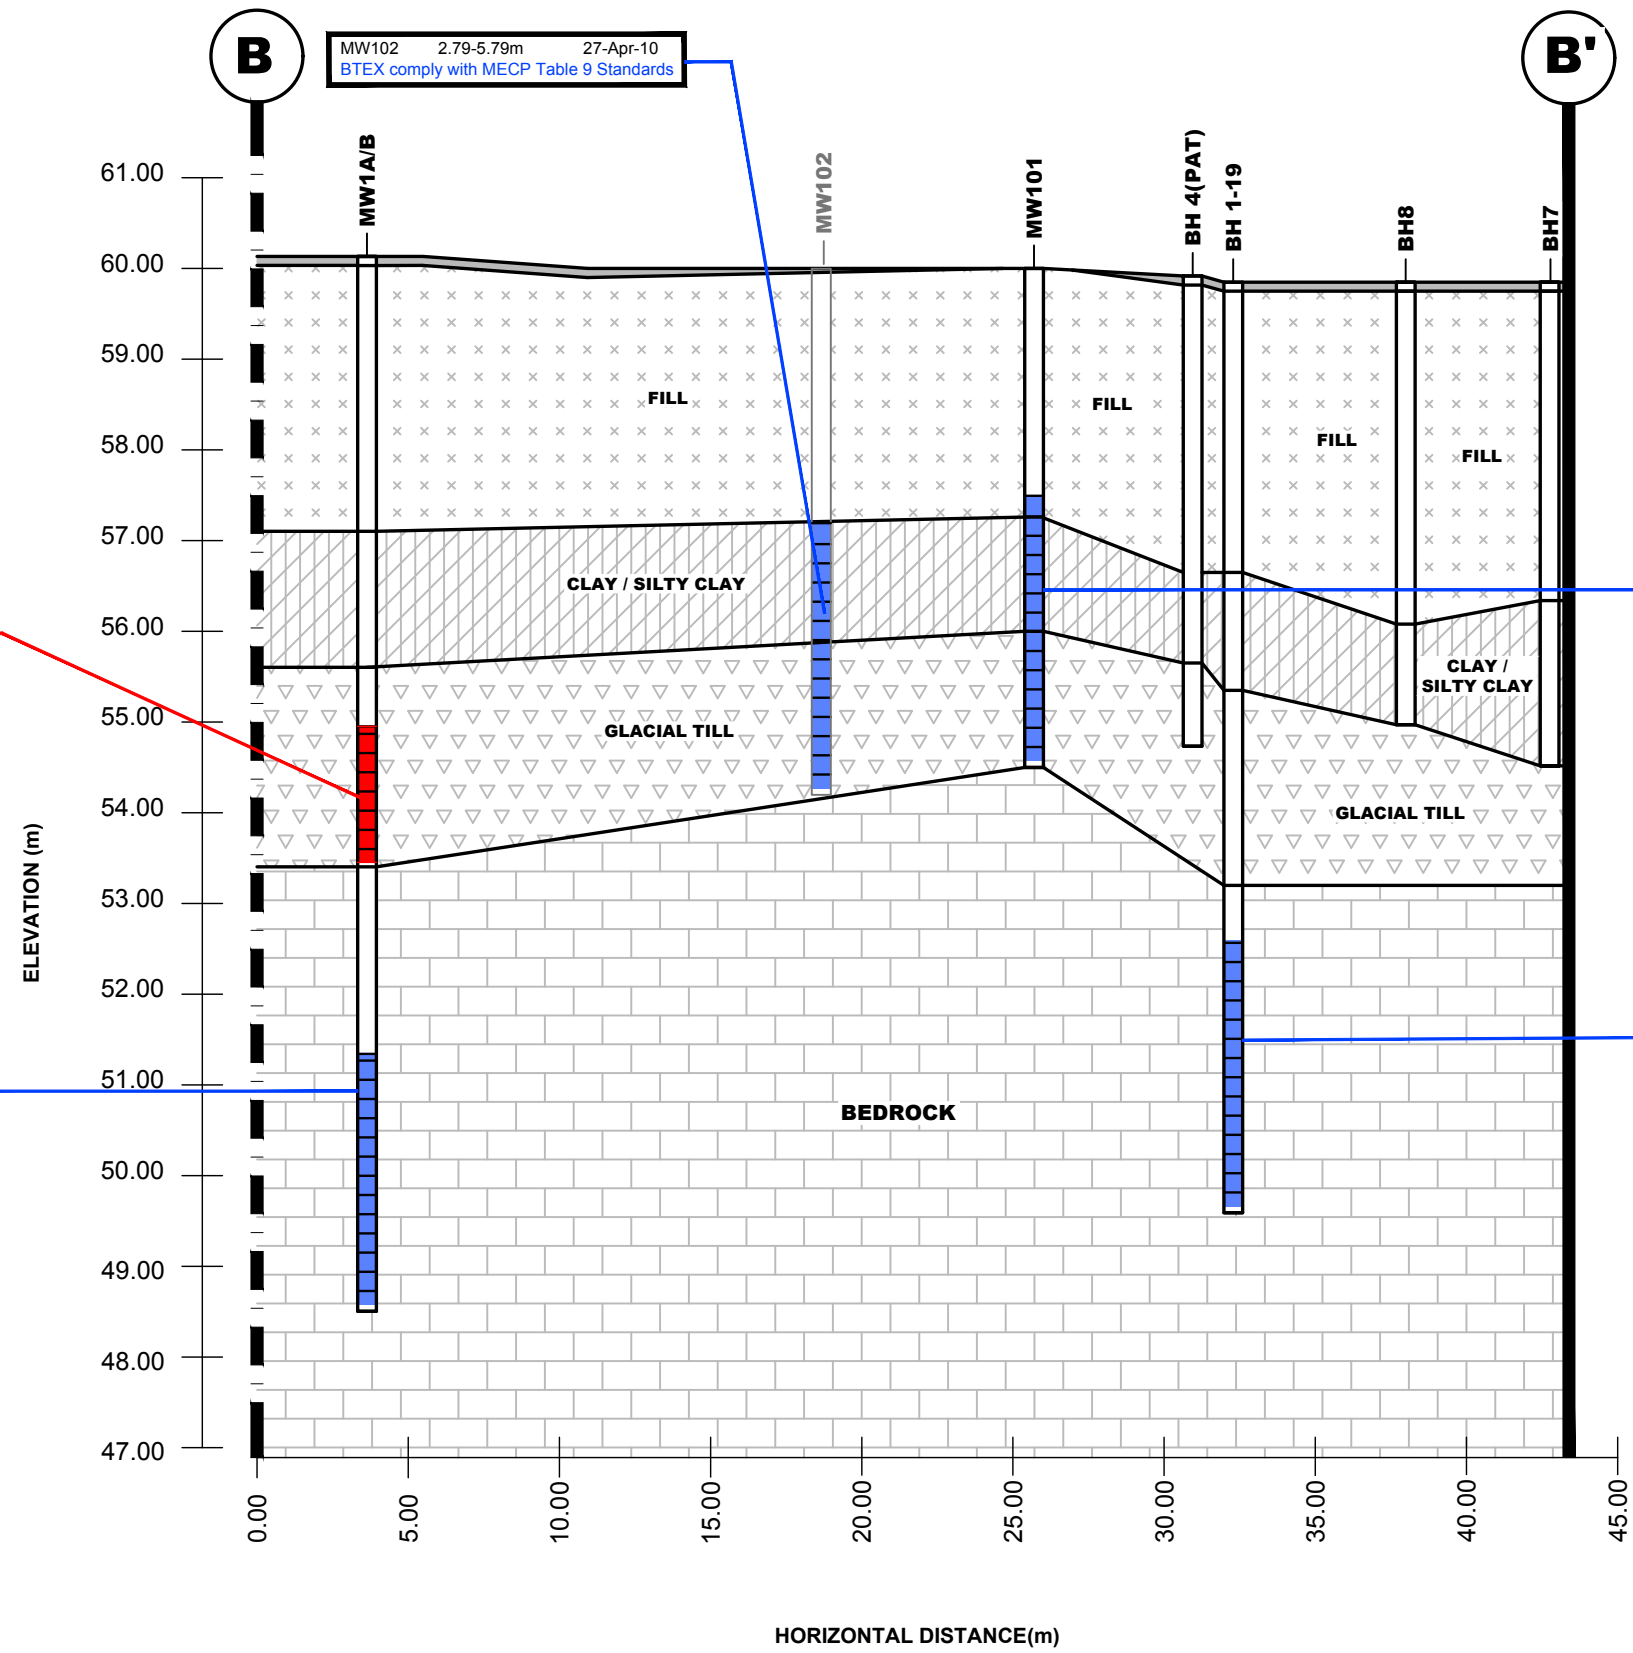 B
B'
MW102 2.79-5.79m 27-Apr-10
BTEX comply with MECP Table 9 Standards
MW1A/B
MW102
MW101
BH 4(PAT)
BH 1-19
BH8
BH7
61.00
60.00
59.00
58.00
57.00
56.00
55.00
54.00
53.00
52.00
51.00
50.00
49.00
48.00
47.00
ELEVATION (m)
FILL
FILL
FILL
FILL
CLAY / SILTY CLAY
CLAY /
SILTY CLAY
GLACIAL TILL
GLACIAL TILL
BEDROCK
0.00
5.00
10.00
15.00
20.00
25.00
30.00
35.00
40.00
45.00
HORIZONTAL DISTANCE(m)